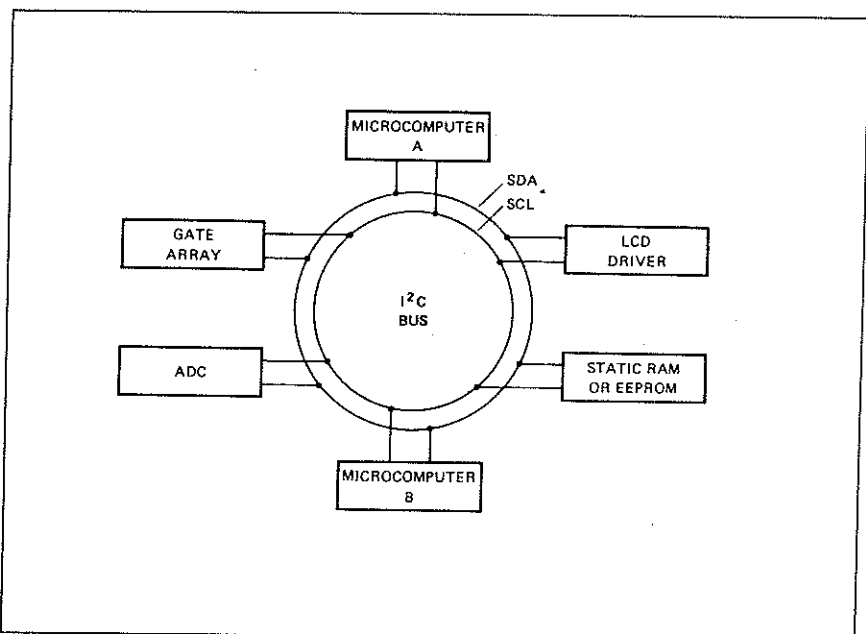 MICROCOMPUTER
A
SDA
SCL
GATE
ARRAY
LCD
DRIVER
I²C
BUS
ADC
STATIC RAM
OR EEPROM
MICROCOMPUTER
B